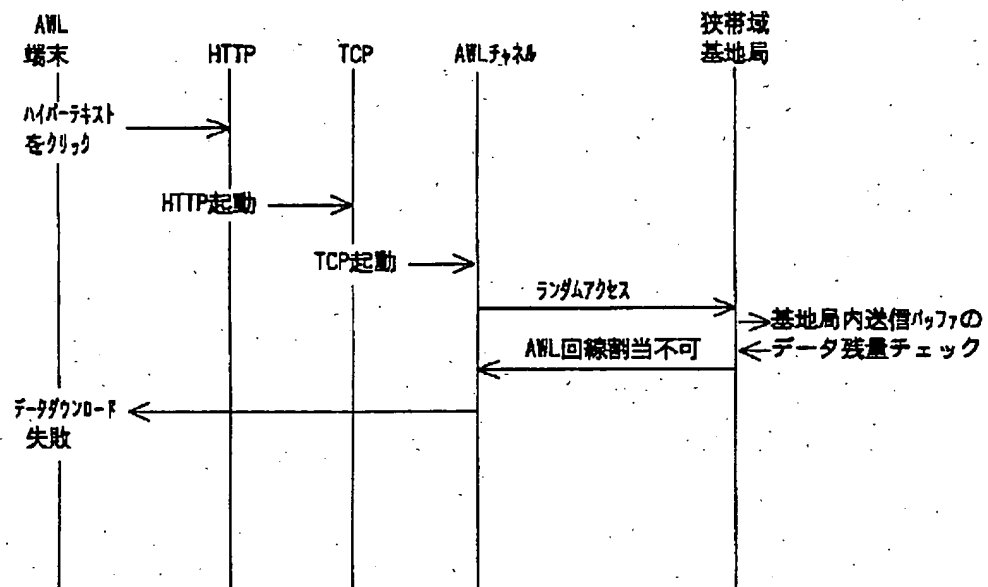 AWL
端末
HTTP
TCP
AWLチャネル
狭帯域
基地局
ハイパーテキスト
をクリック
HTTP起動
TCP起動
ランダムアクセス
基地局内送信バッファの
データ残量チェック
AWL回線割当不可
データダウンロード
失敗